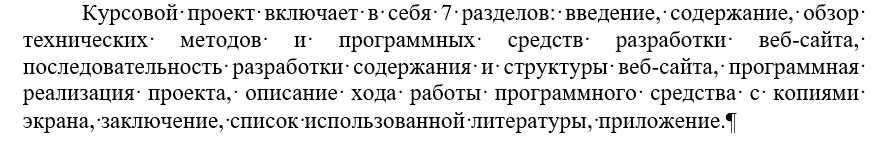 Курсовой проект включает в себя 7 разделов: введение, содержание, обзор
технических методов и программных средств разработки веб-сайта,
последовательность разработки содержания и структуры веб-сайта, программная
реализация проекта, описание хода работы программного средства с копиями
экрана, заключение, список использованной литературы, приложение.¶